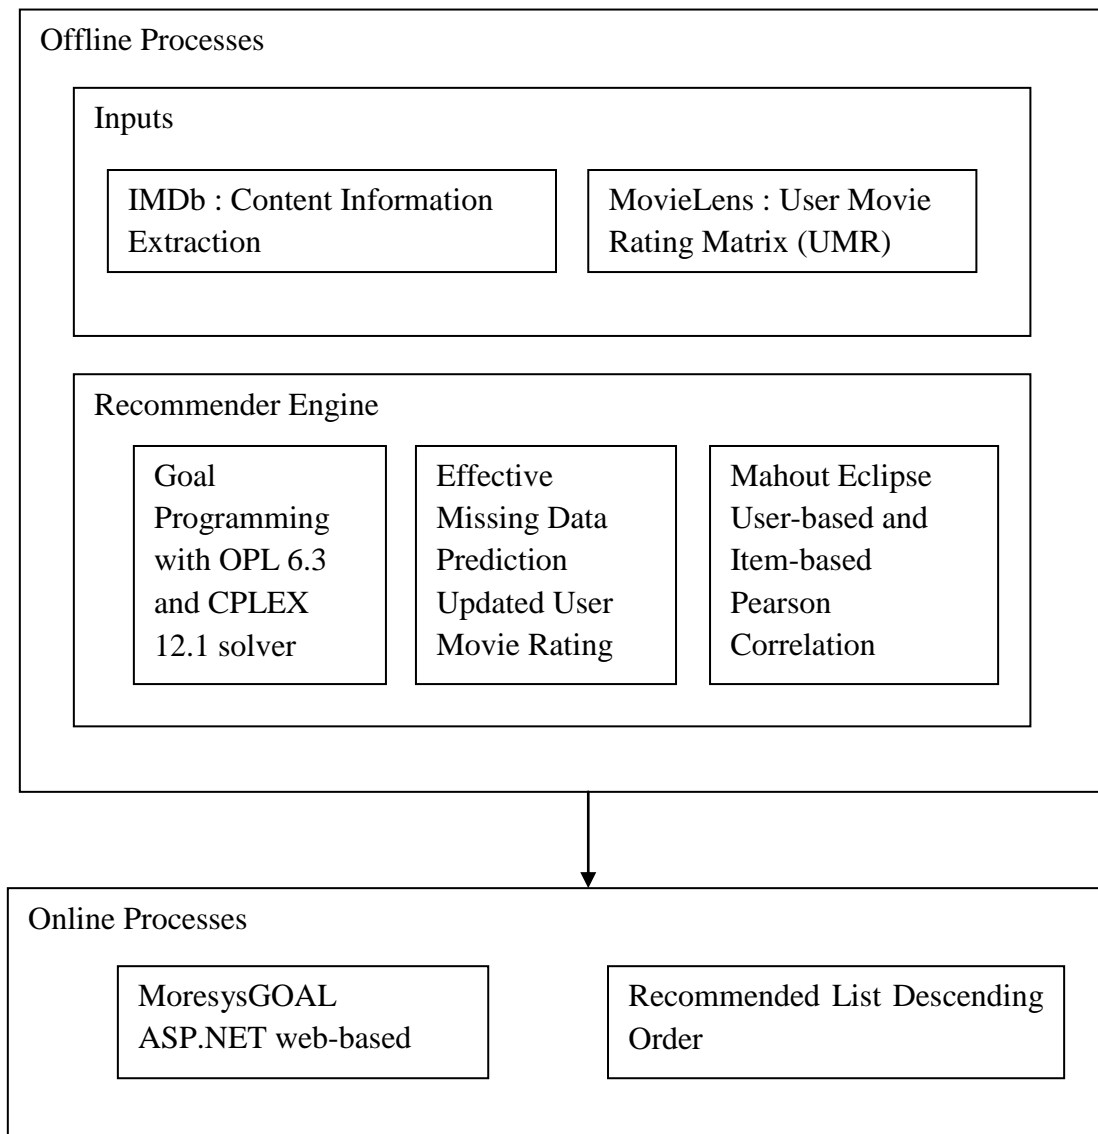 Offline Processes
Inputs
IMDb : Content Information
Extraction
MovieLens : User Movie
Rating Matrix (UMR)
Recommender Engine
Goal
Programming
with OPL 6.3
and CPLEX
12.1 solver
Effective
Missing Data
Prediction
Updated User
Movie Rating
Mahout Eclipse
User-based and
Item-based
Pearson
Correlation
Online Processes
MoresysGOAL
ASP.NET web-based
Recommended List Descending
Order